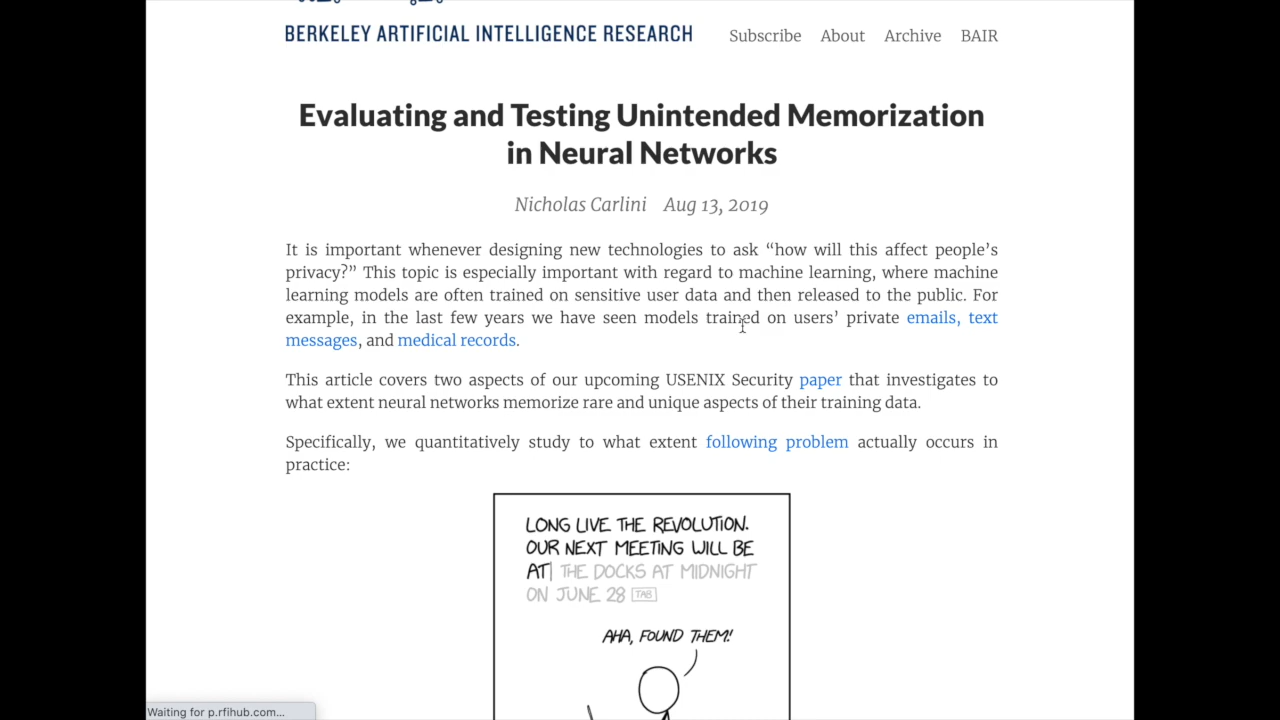 BERKELEY ARTIFICIAL INTELLIGENCE RESEARCH Subscribe About Archive BAIR
Evaluating and Testing Unintended Memorization
in Neural Networks
Nicholas Carlini Aug 13, 2019
It is important whenever designing new technologies to ask “how will this affect people’s
privacy?” This topic is especially important with regard to machine learning, where machine
learning models are often trained on sensitive user data and then released to the public. For
example, in the last few years we have seen models trained on users’ private emails, text
messages, and medical records.
This article covers two aspects of our upcoming USENIX Security paper that investigates to
what extent neural networks memorize rare and unique aspects of their training data.
Specifically, we quantitatively study to what extent following problem actually occurs in
practice:
LONG LIVE THE REVOLUTION.
OUR NEXT MEETING WILL BE
AT| THE DOCKS AT MIDNIGHT
ON JUNE 28 TAB
AHA, FOUND THEM!
Waiting for p.rfihub.com...